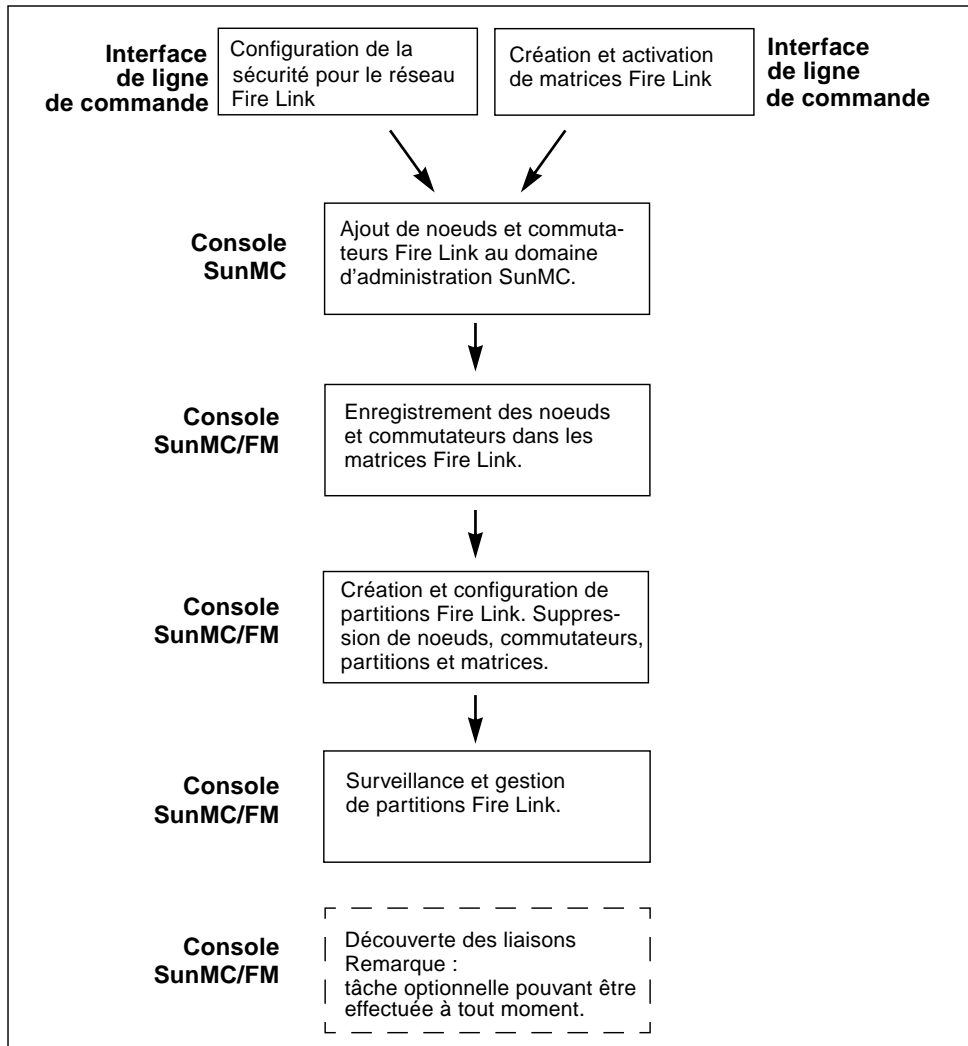 Interface
de ligne
de commande
Configuration de la
sécurité pour le réseau
Fire Link
Création et activation
de matrices Fire Link
Interface
de ligne
de commande
Console
SunMC
Ajout de noeuds et commuta-
teurs Fire Link au domaine
d'administration SunMC.
Console
SunMC/FM
Enregistrement des noeuds
et commutateurs dans les
matrices Fire Link.
Console
SunMC/FM
Création et configuration de
partitions Fire Link. Suppres-
sion de noeuds, commutateurs,
partitions et matrices.
Console
SunMC/FM
Surveillance et gestion
de partitions Fire Link.
Console
SunMC/FM
Découverte des liaisons
Remarque :
tâche optionnelle pouvant être
effectuée à tout moment.